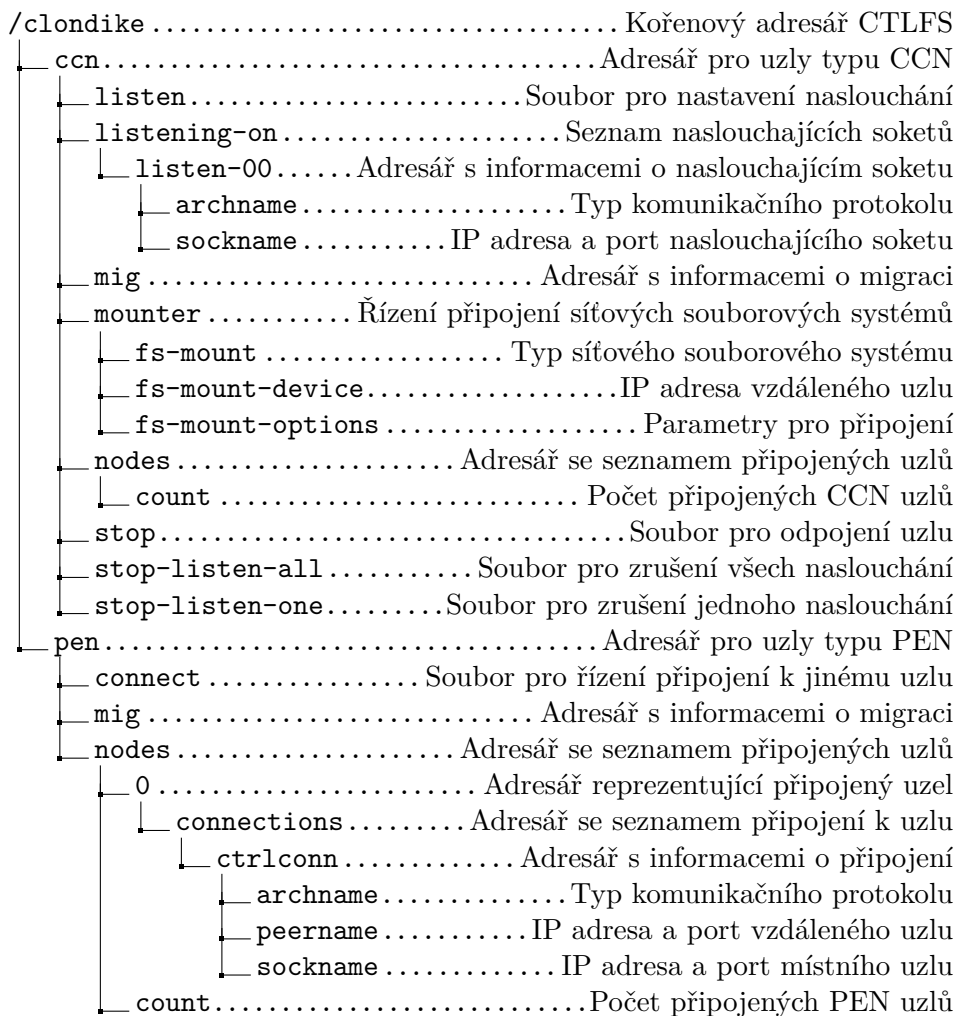 /clondike ................................... Kořenový adresář CTLFS
ccn ..................................... Adresář pro uzly typu CCN
listen ......................... Soubor pro nastavení naslouchání
listening-on ..................... Seznam naslouchajících soketů
listen-00 ...... Adresář s informacemi o naslouchajícím soketu
archname .................... Typ komunikačního protokolu
sockname ........... IP adresa a port naslouchajícího soketu
mig ............................. Adresář s informacemi o migraci
mounter ........... Řízení připojení síťových souborových systémů
fs-mount .................. Typ síťového souborového systému
fs-mount-device ................... IP adresa vzdáleného uzlu
fs-mount-options ................... Parametry pro připojení
nodes ..................... Adresář se seznamem připojených uzlů
count ........................... Počet připojených CCN uzlů
stop ................................... Soubor pro odpojení uzlu
stop-listen-all ........... Soubor pro zrušení všech naslouchání
stop-listen-one ......... Soubor pro zrušení jednoho naslouchání
pen ..................................... Adresář pro uzly typu PEN
connect ................ Soubor pro řízení připojení k jinému uzlu
mig ............................. Adresář s informacemi o migraci
nodes ..................... Adresář se seznamem připojených uzlů
0 ........................ Adresář reprezentující připojený uzel
connections ......... Adresář se seznamem připojení k uzlu
ctrlconn ............. Adresář s informacemi o připojení
archname ............... Typ komunikačního protokolu
peername ........... IP adresa a port vzdáleného uzlu
sockname ............. IP adresa a port místního uzlu
count ............................ Počet připojených PEN uzlů